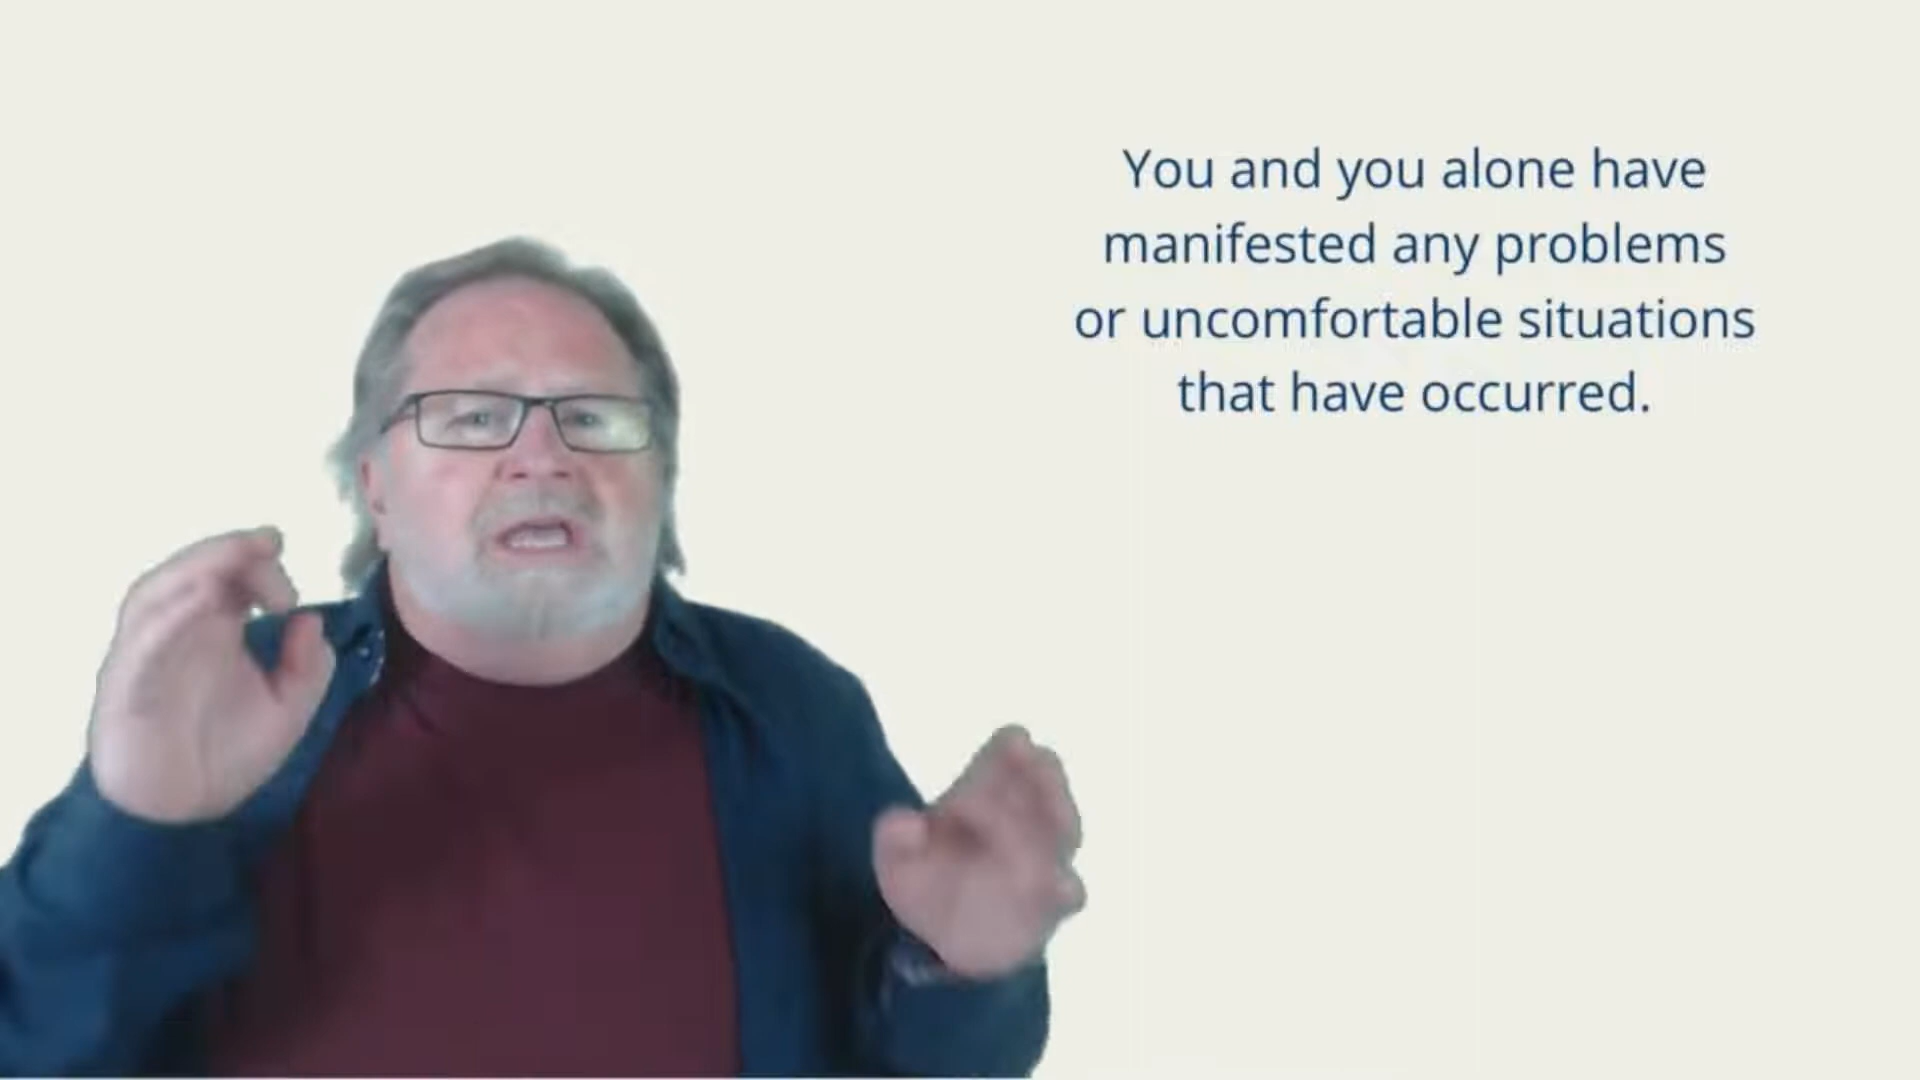 You and you alone have
manifested any problems
or uncomfortable situations
that have occurred.